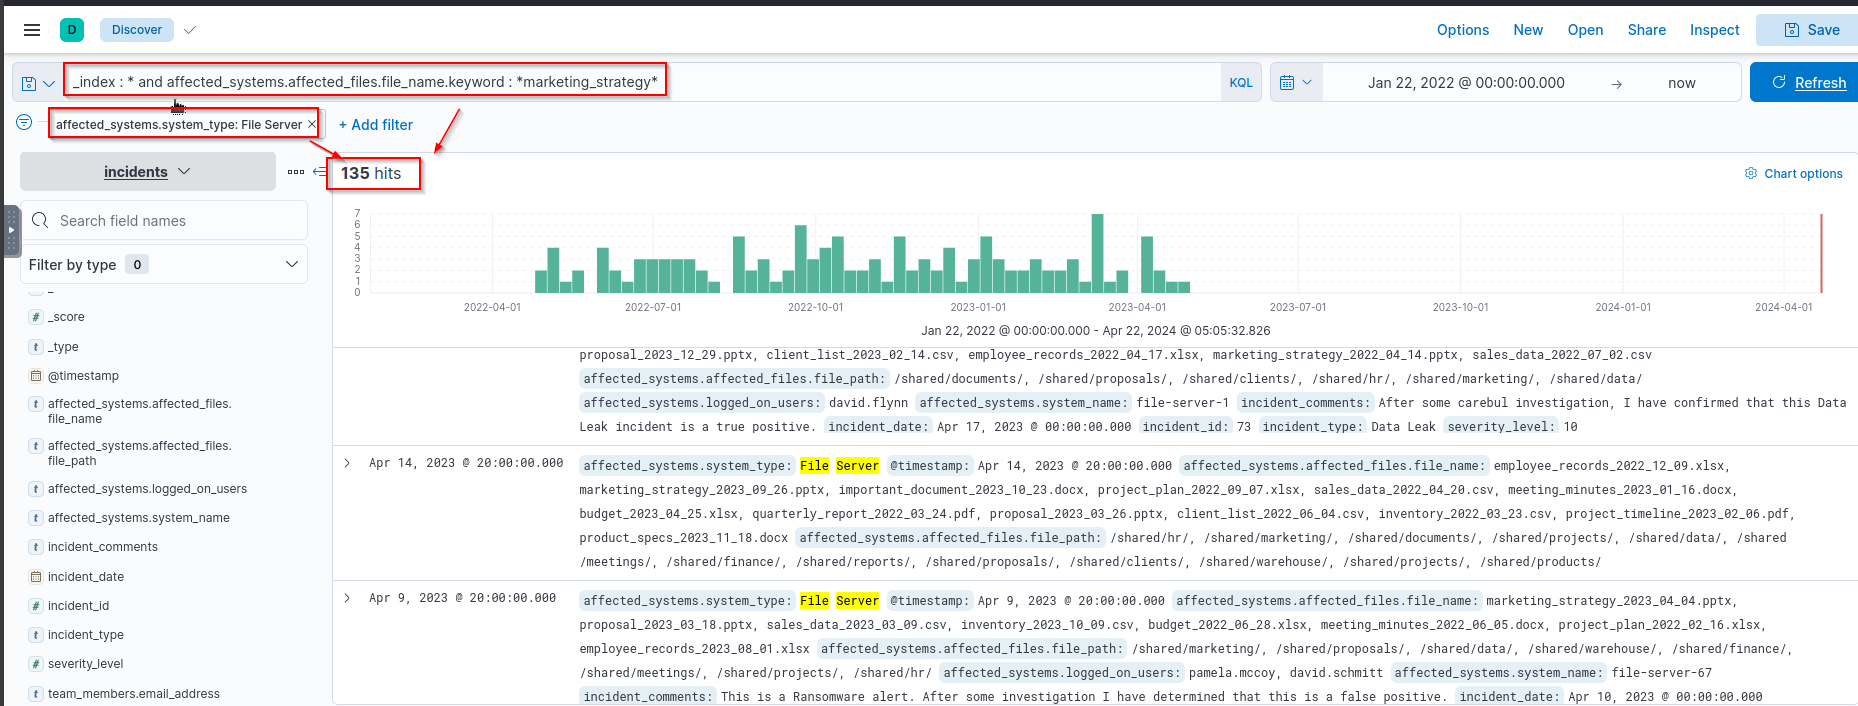 D Discover Options New Open Share Inspect Save
_index : * and affected_systems.affected_files.file_name.keyword : *marketing_strategy* KQL Jan 22, 2022 @ 00:00:00.000 → now Refresh
affected_systems.system_type: File Server × + Add filter
incidents
135 hits
Chart options
Search field names
Filter by type 0
_score
_type
@timestamp
affected_systems.affected_files.
file_name
affected_systems.affected_files.
file_path
affected_systems.logged_on_users
affected_systems.system_name
incident_comments
incident_date
incident_id
incident_type
severity_level
team_members.email_address
7
6
5
4
3
2
1
0
2022-04-01 2022-07-01 2022-10-01 2023-01-01 2023-04-01 2023-07-01 2023-10-01 2024-01-01 2024-04-01
Jan 22, 2022 @ 00:00:00.000 - Apr 22, 2024 @ 05:05:32.826
proposal_2023_12_29.pptx, client_list_2023_02_14.csv, employee_records_2022_04_17.xlsx, marketing_strategy_2022_04_14.pptx, sales_data_2022_07_02.csv
affected_systems.affected_files.file_path: /shared/documents/, /shared/proposals/, /shared/clients/, /shared/hr/, /shared/marketing/, /shared/data/
affected_systems.logged_on_users: david.flynn affected_systems.system_name: file-server-1 incident_comments: After some carebul investigation, I have confirmed that this Data
Leak incident is a true positive. incident_date: Apr 17, 2023 @ 00:00:00.000 incident_id: 73 incident_type: Data Leak severity_level: 10
Apr 14, 2023 @ 20:00:00.000 affected_systems.system_type: File Server @timestamp: Apr 14, 2023 @ 20:00:00.000 affected_systems.affected_files.file_name: employee_records_2022_12_09.xlsx,
marketing_strategy_2023_09_26.pptx, important_document_2023_10_23.docx, project_plan_2022_09_07.xlsx, sales_data_2022_04_20.csv, meeting_minutes_2023_01_16.docx,
budget_2023_04_25.xlsx, quarterly_report_2022_03_24.pdf, proposal_2023_03_26.pptx, client_list_2022_06_04.csv, inventory_2022_03_23.csv, project_timeline_2023_02_06.pdf,
product_specs_2023_11_18.docx affected_systems.affected_files.file_path: /shared/hr/, /shared/marketing/, /shared/documents/, /shared/projects/, /shared/data/, /shared
/meetings/, /shared/finance/, /shared/reports/, /shared/proposals/, /shared/clients/, /shared/warehouse/, /shared/projects/, /shared/products/
Apr 9, 2023 @ 20:00:00.000 affected_systems.system_type: File Server @timestamp: Apr 9, 2023 @ 20:00:00.000 affected_systems.affected_files.file_name: marketing_strategy_2023_04_04.pptx,
proposal_2023_03_18.pptx, sales_data_2023_03_09.csv, inventory_2023_10_09.csv, budget_2022_06_28.xlsx, meeting_minutes_2022_06_05.docx, project_plan_2022_02_16.xlsx,
employee_records_2023_08_01.xlsx affected_systems.affected_files.file_path: /shared/marketing/, /shared/proposals/, /shared/data/, /shared/warehouse/, /shared/finance/,
/shared/meetings/, /shared/projects/, /shared/hr/ affected_systems.logged_on_users: pamela.mccoy, david.schmitt affected_systems.system_name: file-server-67
incident_comments: This is a Ransomware alert. After some investigation I have determined that this is a false positive. incident_date: Apr 10, 2023 @ 00:00:00.000